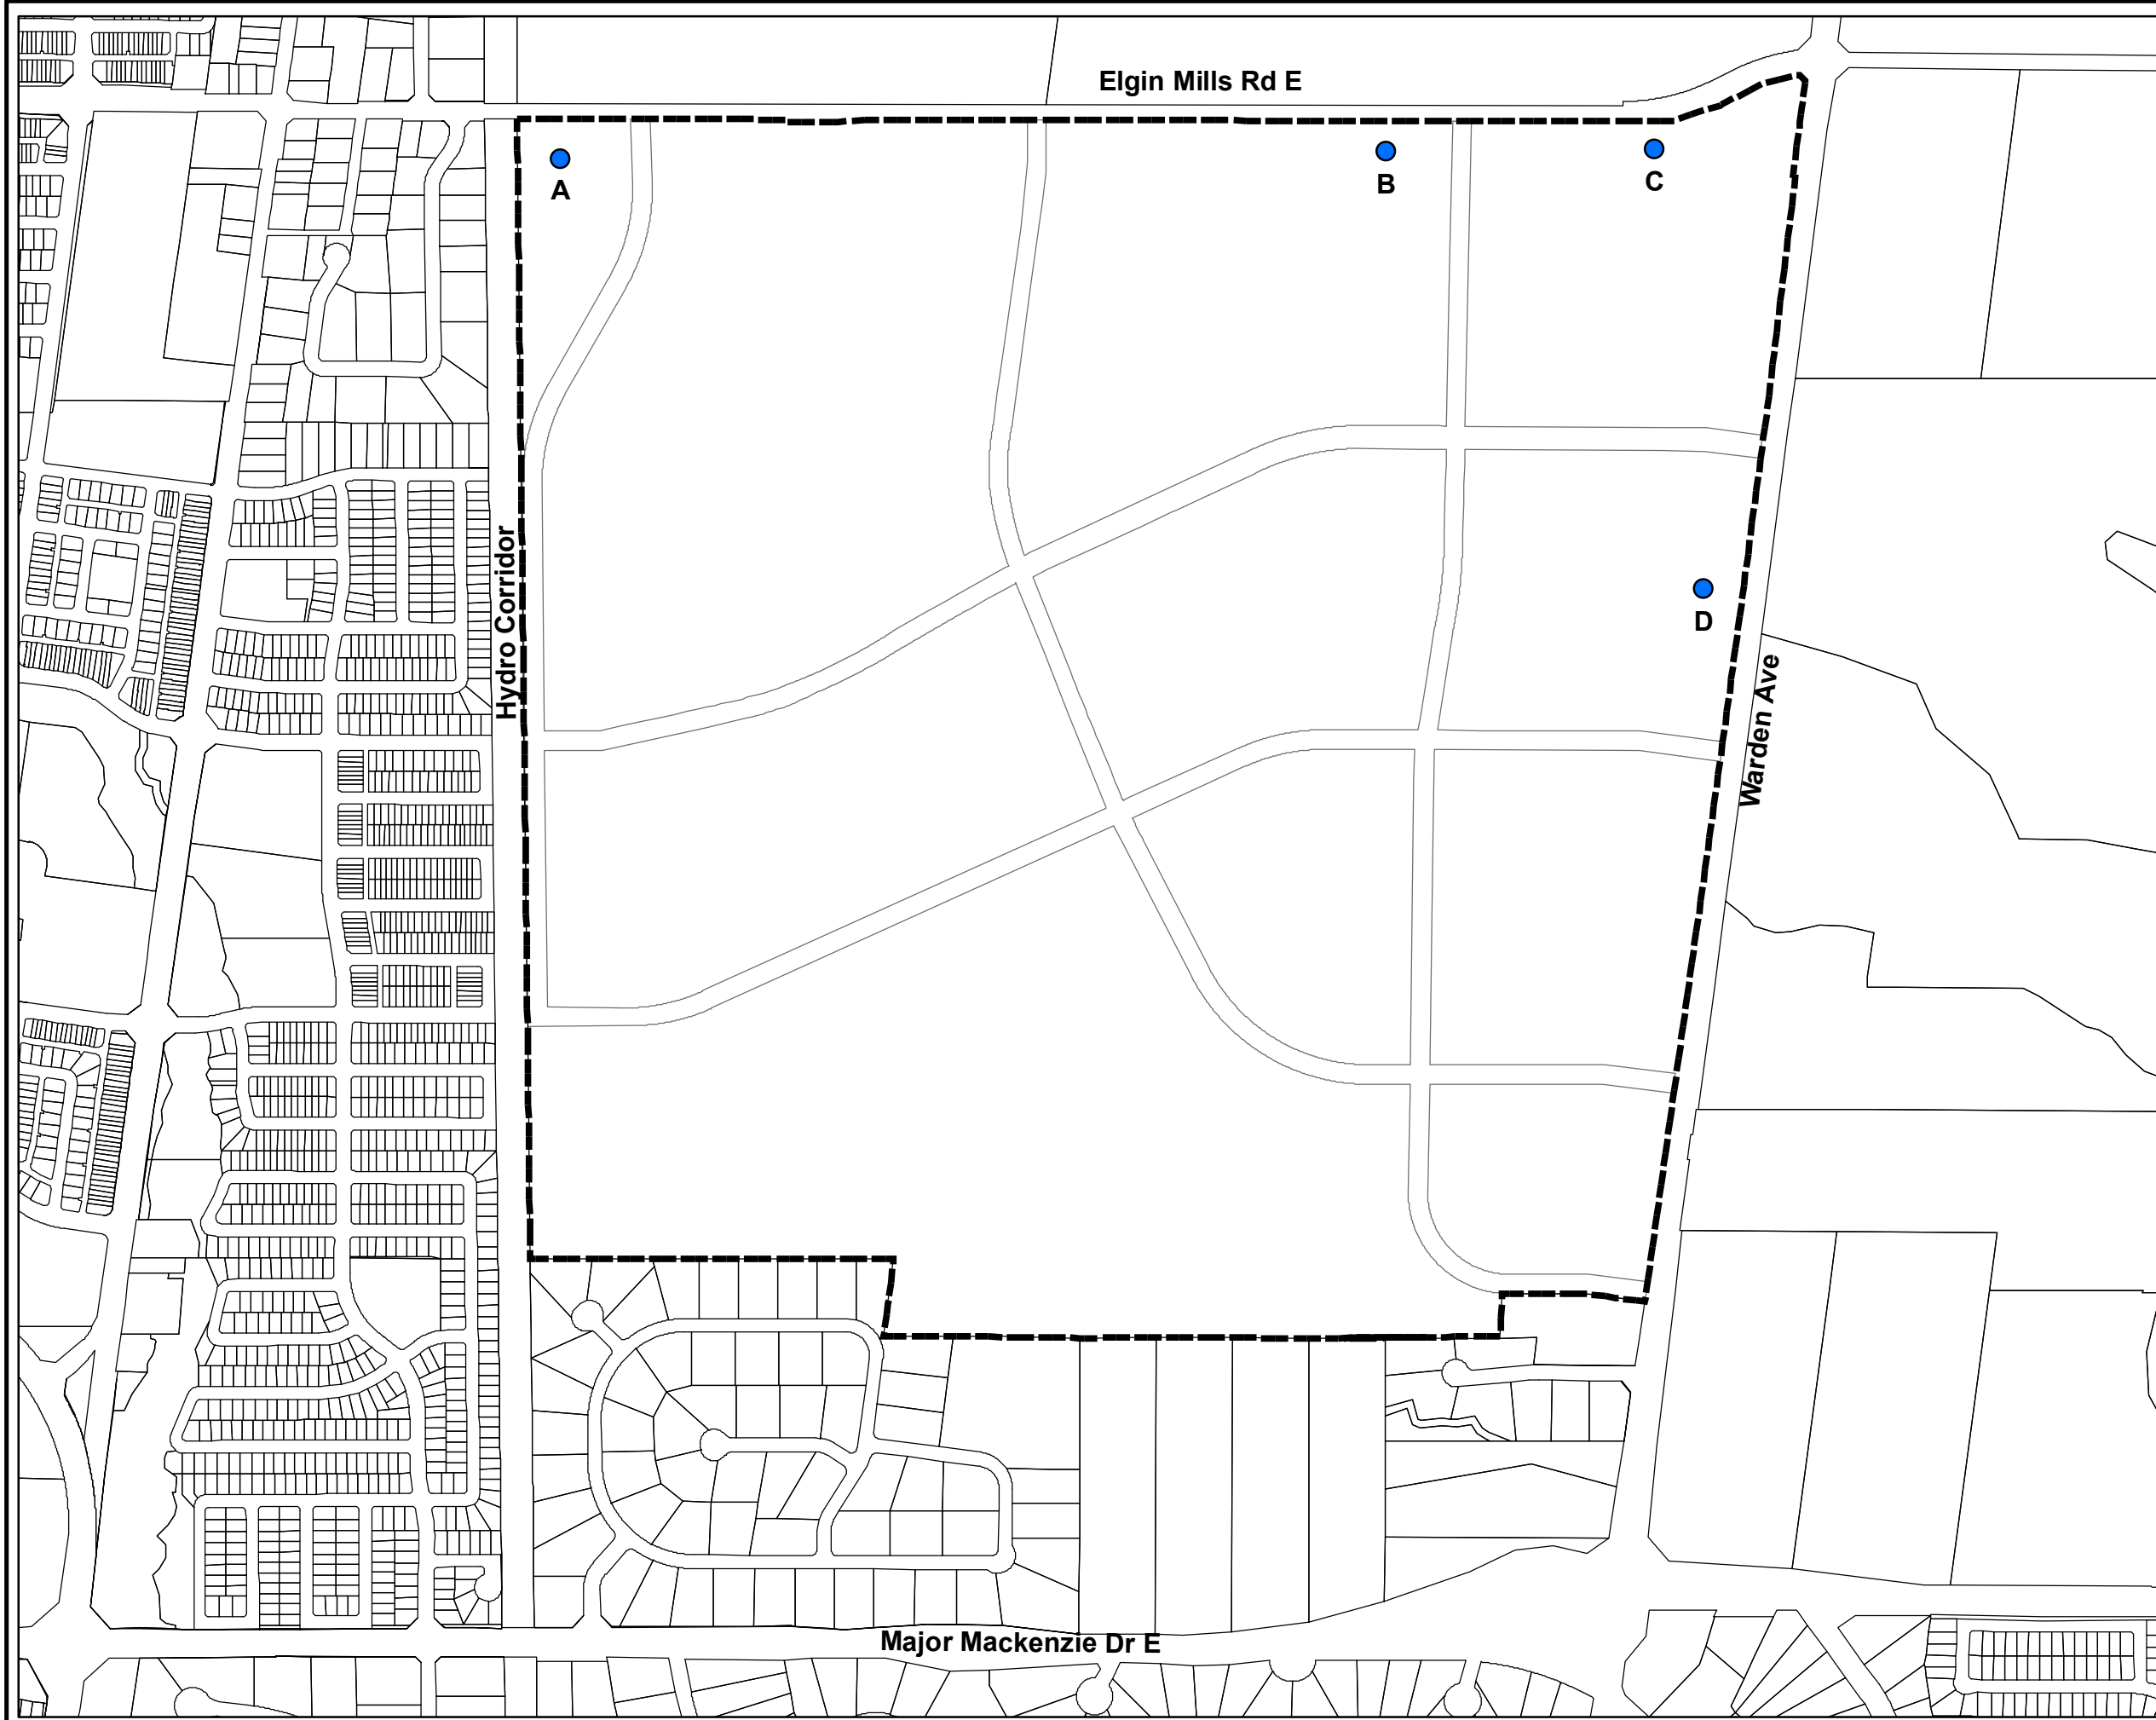 Elgin Mills Rd E
A
B
C
Hydro Corridor
D
Warden Ave
Major Mackenzie Dr E